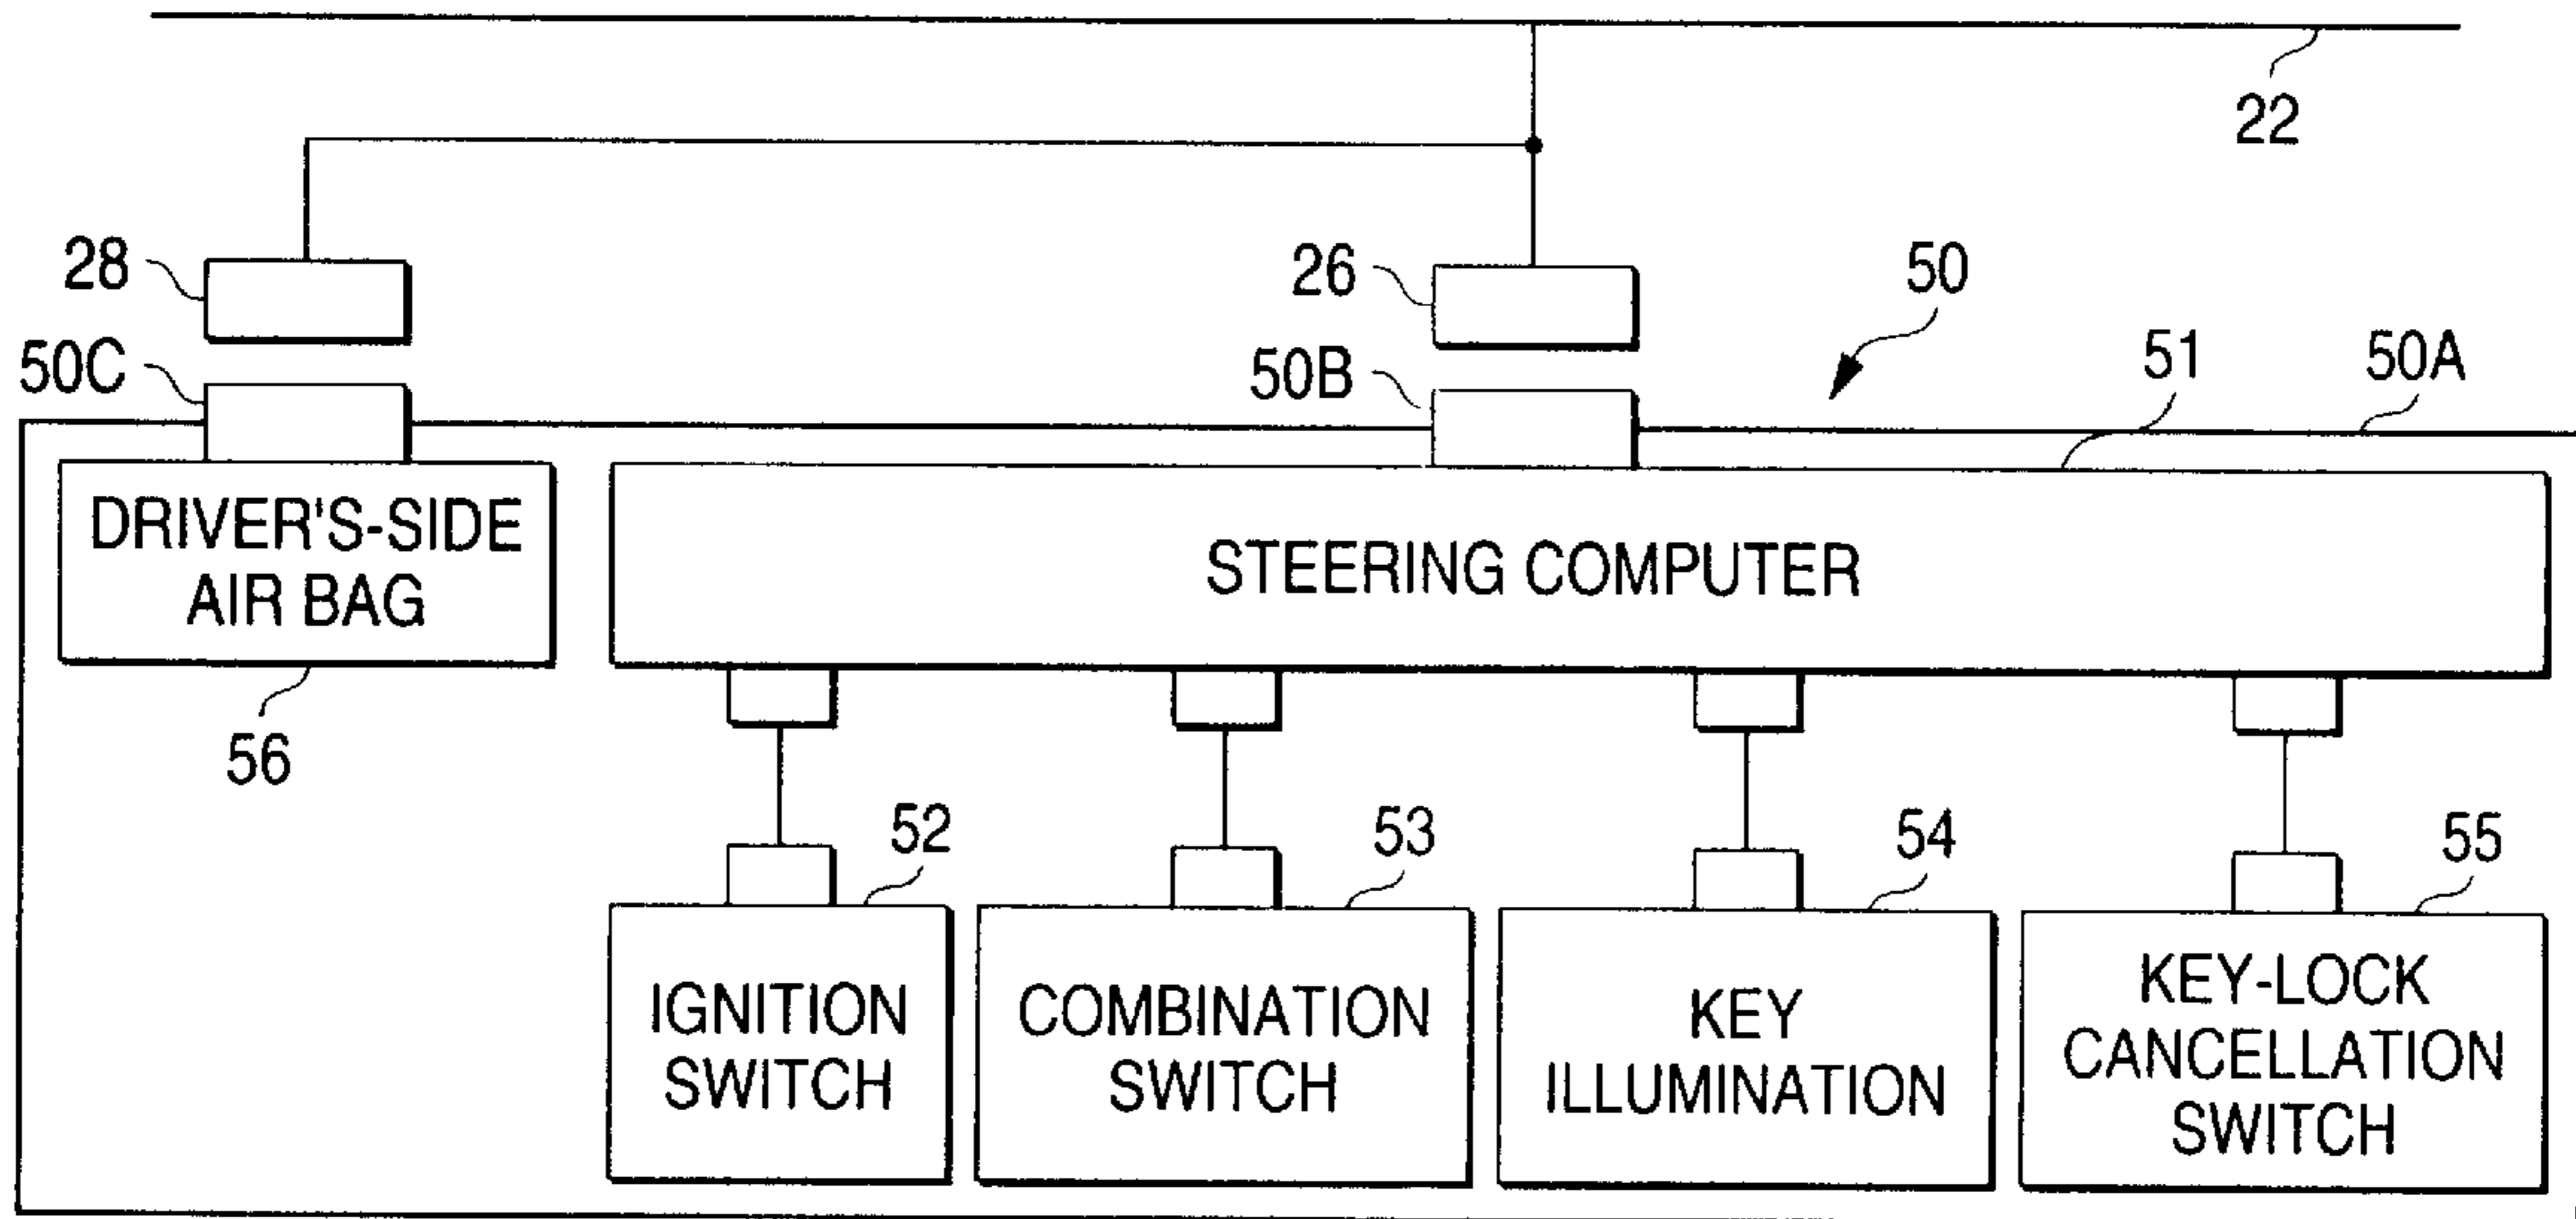 22
28
26
50
50C
50B
51
50A
DRIVER'S-SIDE
AIR BAG
STEERING COMPUTER
56
52
53
54
55
IGNITION
SWITCH
COMBINATION
SWITCH
KEY
ILLUMINATION
KEY-LOCK
CANCELLATION
SWITCH